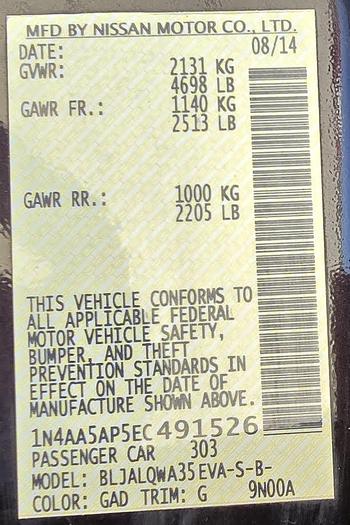 MFD BY NISSAN MOTOR CO., LTD.
DATE: 08/14
GVWR: 2131 KG
4698 LB
GAWR FR.: 1140 KG
2513 LB
GAWR RR.: 1000 KG
2205 LB
THIS VEHICLE CONFORMS TO
ALL APPLICABLE FEDERAL
MOTOR VEHICLE SAFETY,
BUMPER, AND THEFT
PREVENTION STANDARDS IN
EFFECT ON THE DATE OF
MANUFACTURE SHOWN ABOVE.
1N4AA5AP5EC491526
PASSENGER CAR 303
MODEL: BLJALQWA35EVA-S-B-
COLOR: GAD TRIM: G 9N00A